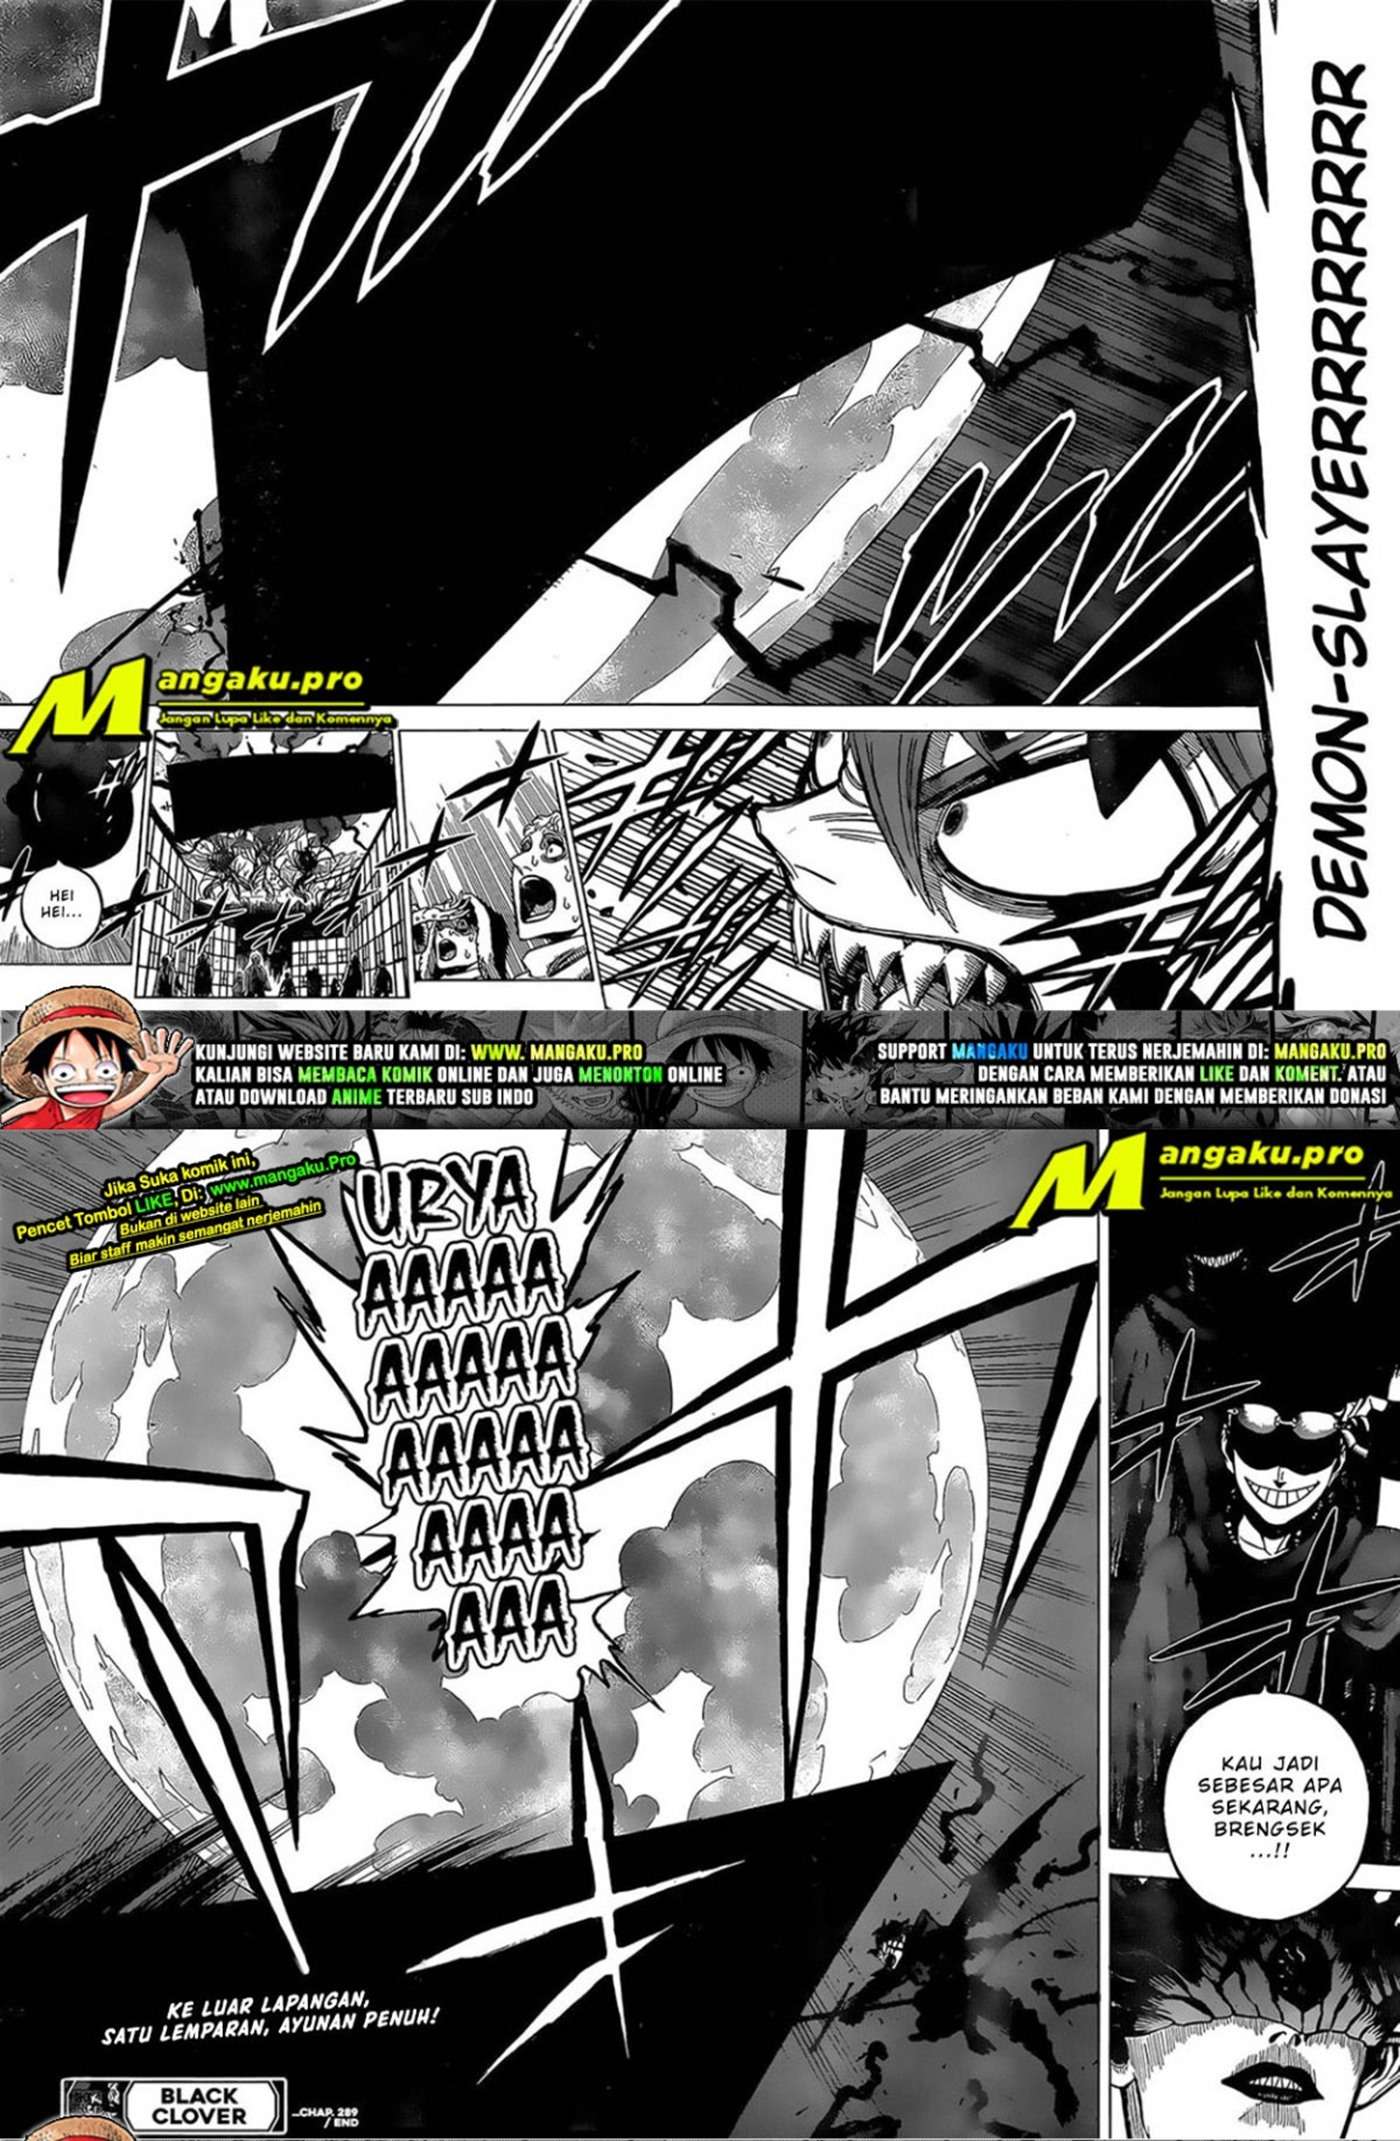 DEMON-SLAYERRRRRRRRR
Mangaku.pro
Jangan Lupa Like dan Komennya
HEI
HEI...
KUNJUNGI WEBSITE BARU KAMI DI: WWW. MANGAKU.PRO
KALIAN BISA MEMBACA KOMIK ONLINE DAN JUGA MENONTON ONLINE
ATAU DOWNLOAD ANIME TERBARU SUB INDO
SUPPORT MANGAKU UNTUK TERUS NERJEMAHIN DI: MANGAKU.PRO
DENGAN CARA MEMBERIKAN LIKE DAN KOMENT. ATAU
BANTU MERINGANKAN BEBAN KAMI DENGAN MEMBERIKAN DONASI
Jika Suka komik ini,
Pencet Tombol LIKE, Di: www.mangaku.Pro
Bukan di website lain
Biar staff makin semangat nerjemahin
Mangaku.pro
Jangan Lupa Like dan Komennya
URYA
AAAAA
AAAAA
AAAAA
AAAA
AAA
KAU JADI
SEBESAR APA
SEKARANG,
BRENGSEK
...!!
KE LUAR LAPANGAN,
SATU LEMPARAN, AYUNAN PENUH!
BLACK
CLOVER
...CHAP. 289
/ END